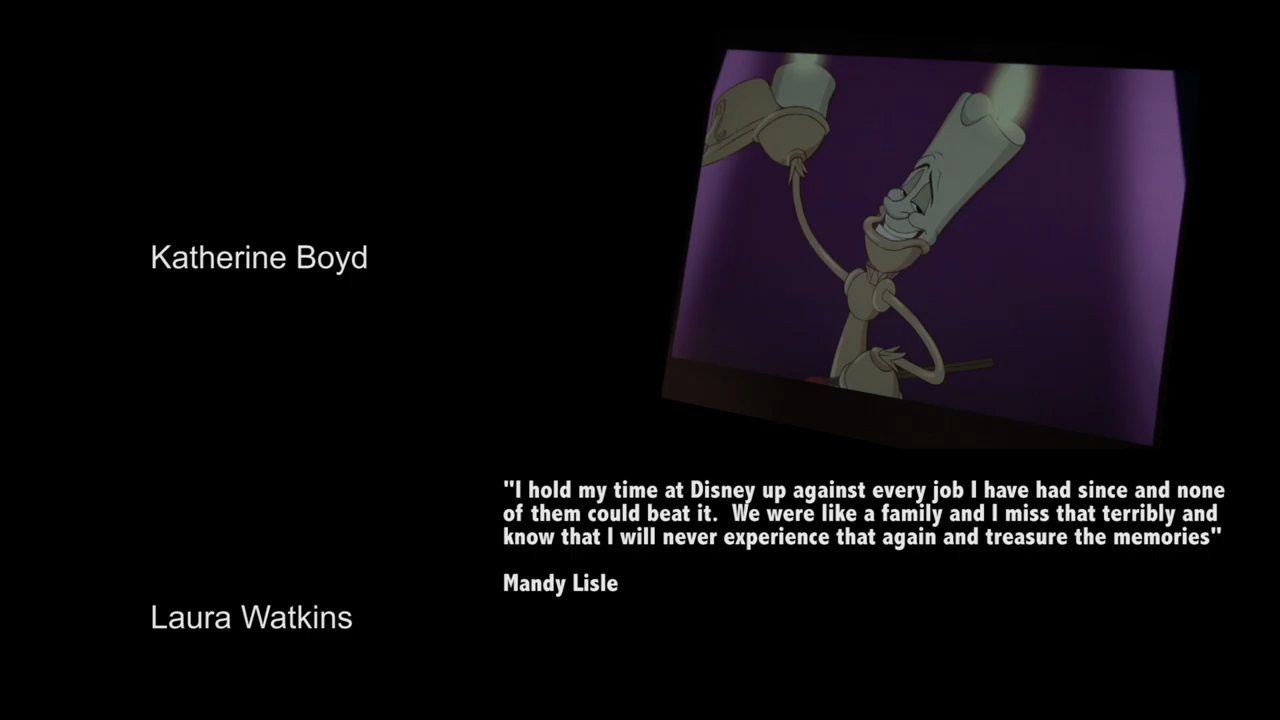 Katherine Boyd
"I hold my time at Disney up against every job I have had since and none
of them could beat it.  We were like a family and I miss that terribly and
know that I will never experience that again and treasure the memories"
Mandy Lisle
Laura Watkins